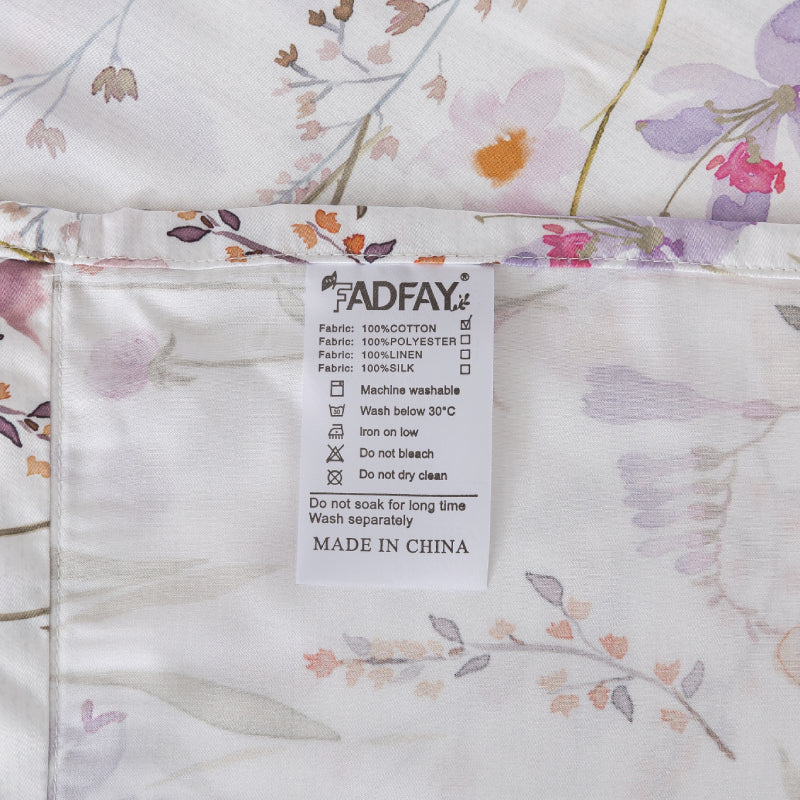 FADFAY®
Fabric: 100%COTTON
Fabric: 100%POLYESTER
Fabric: 100%LINEN
Fabric: 100%SILK
Machine washable
30 Wash below 30°C
Iron on low
Do not bleach
Do not dry clean
Do not soak for long time
Wash separately
MADE IN CHINA